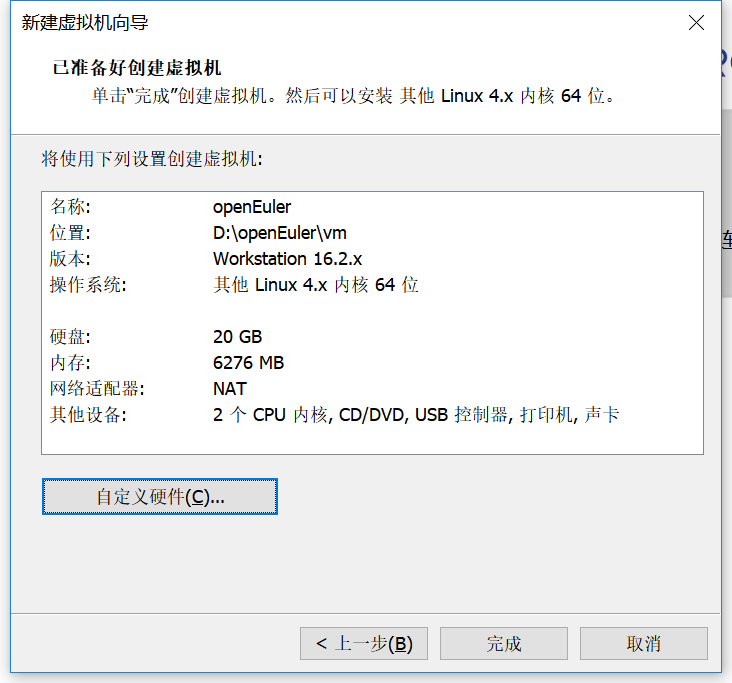 新建虚拟机向导
已准备好创建虚拟机
单击“完成”创建虚拟机。然后可以安装 其他 Linux 4.x 内核 64 位。
将使用下列设置创建虚拟机:
名称: openEuler
位置: D:\openEuler\vm
版本: Workstation 16.2.x
操作系统: 其他 Linux 4.x 内核 64 位
硬盘: 20 GB
内存: 6276 MB
网络适配器: NAT
其他设备: 2 个 CPU 内核, CD/DVD, USB 控制器, 打印机, 声卡
自定义硬件(C)...
< 上一步(B) 完成 取消